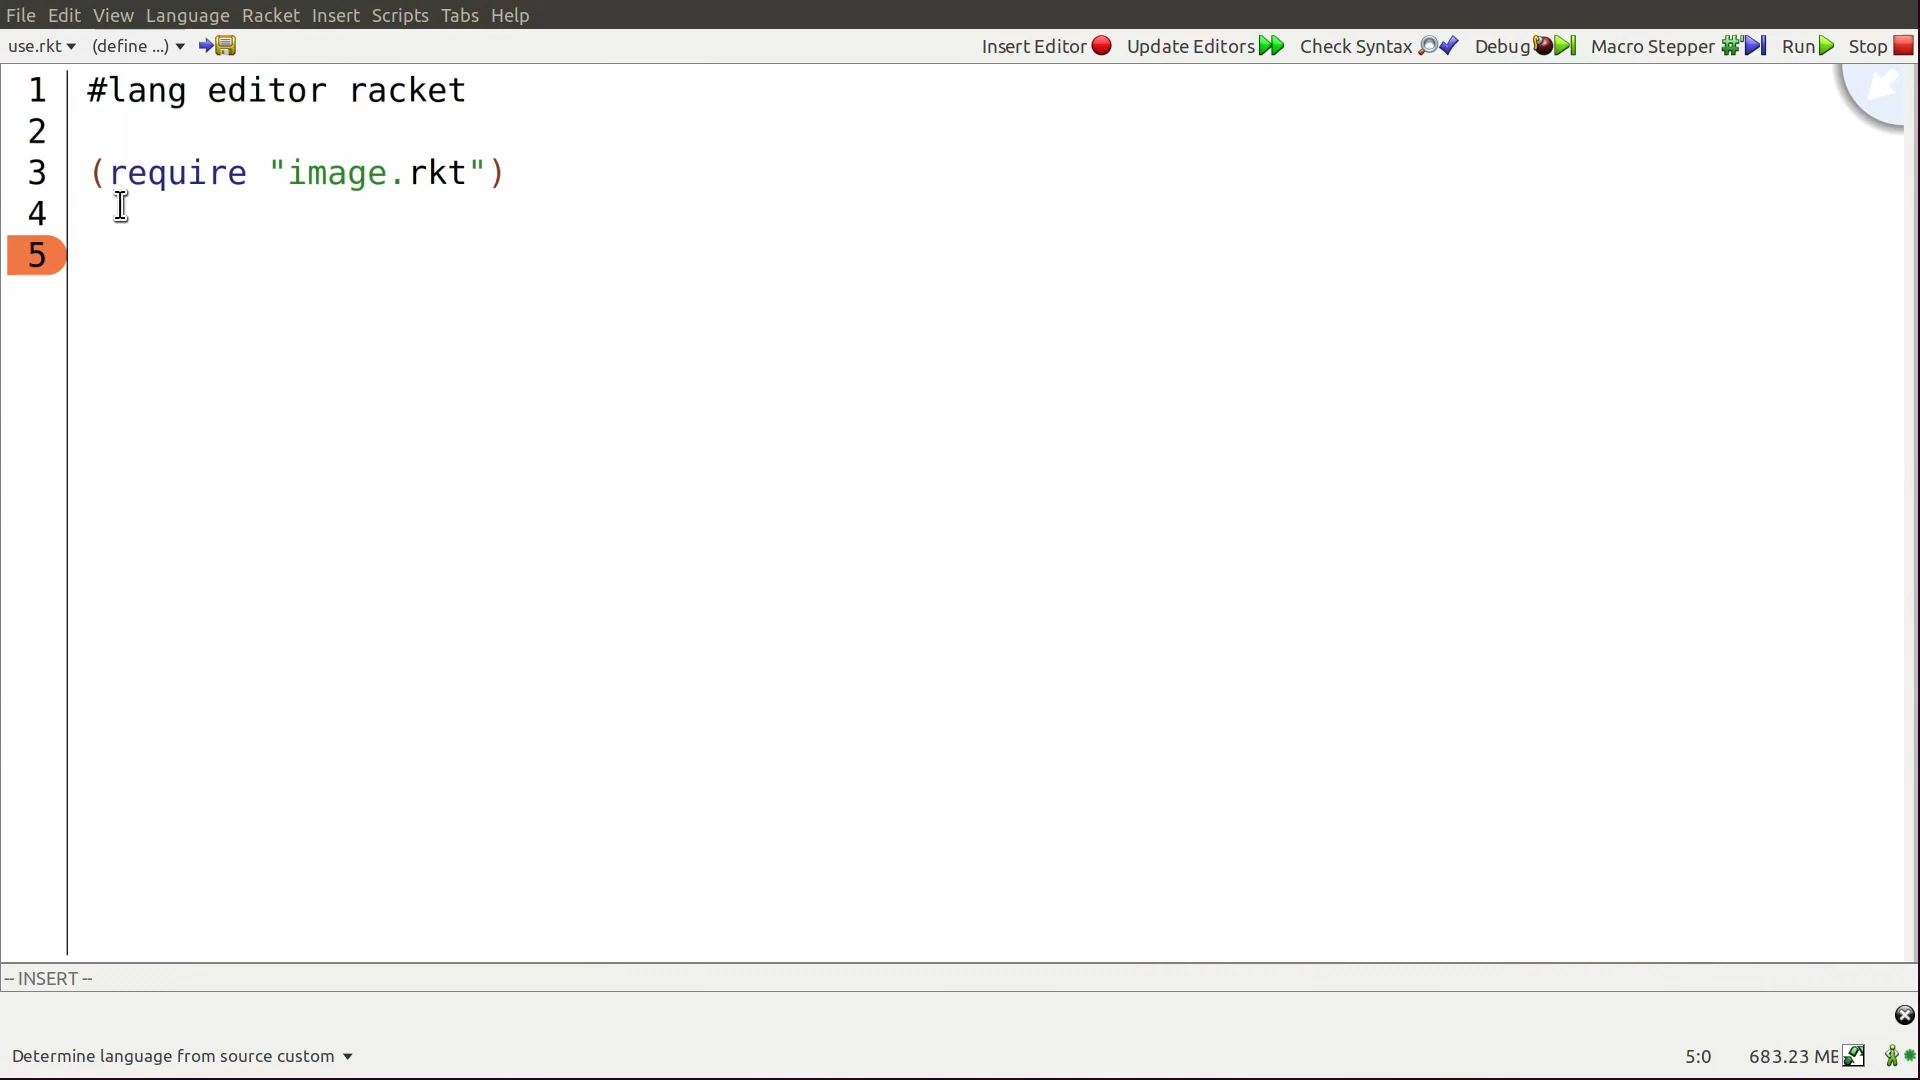 File Edit View Language Racket Insert Scripts Tabs Help
use.rkt (define ...) Insert Editor Update Editors Check Syntax Debug Macro Stepper Run Stop
1 #lang editor racket
2
3 (require "image.rkt")
4
5
-- INSERT --
Determine language from source custom 5:0 683.23 MB